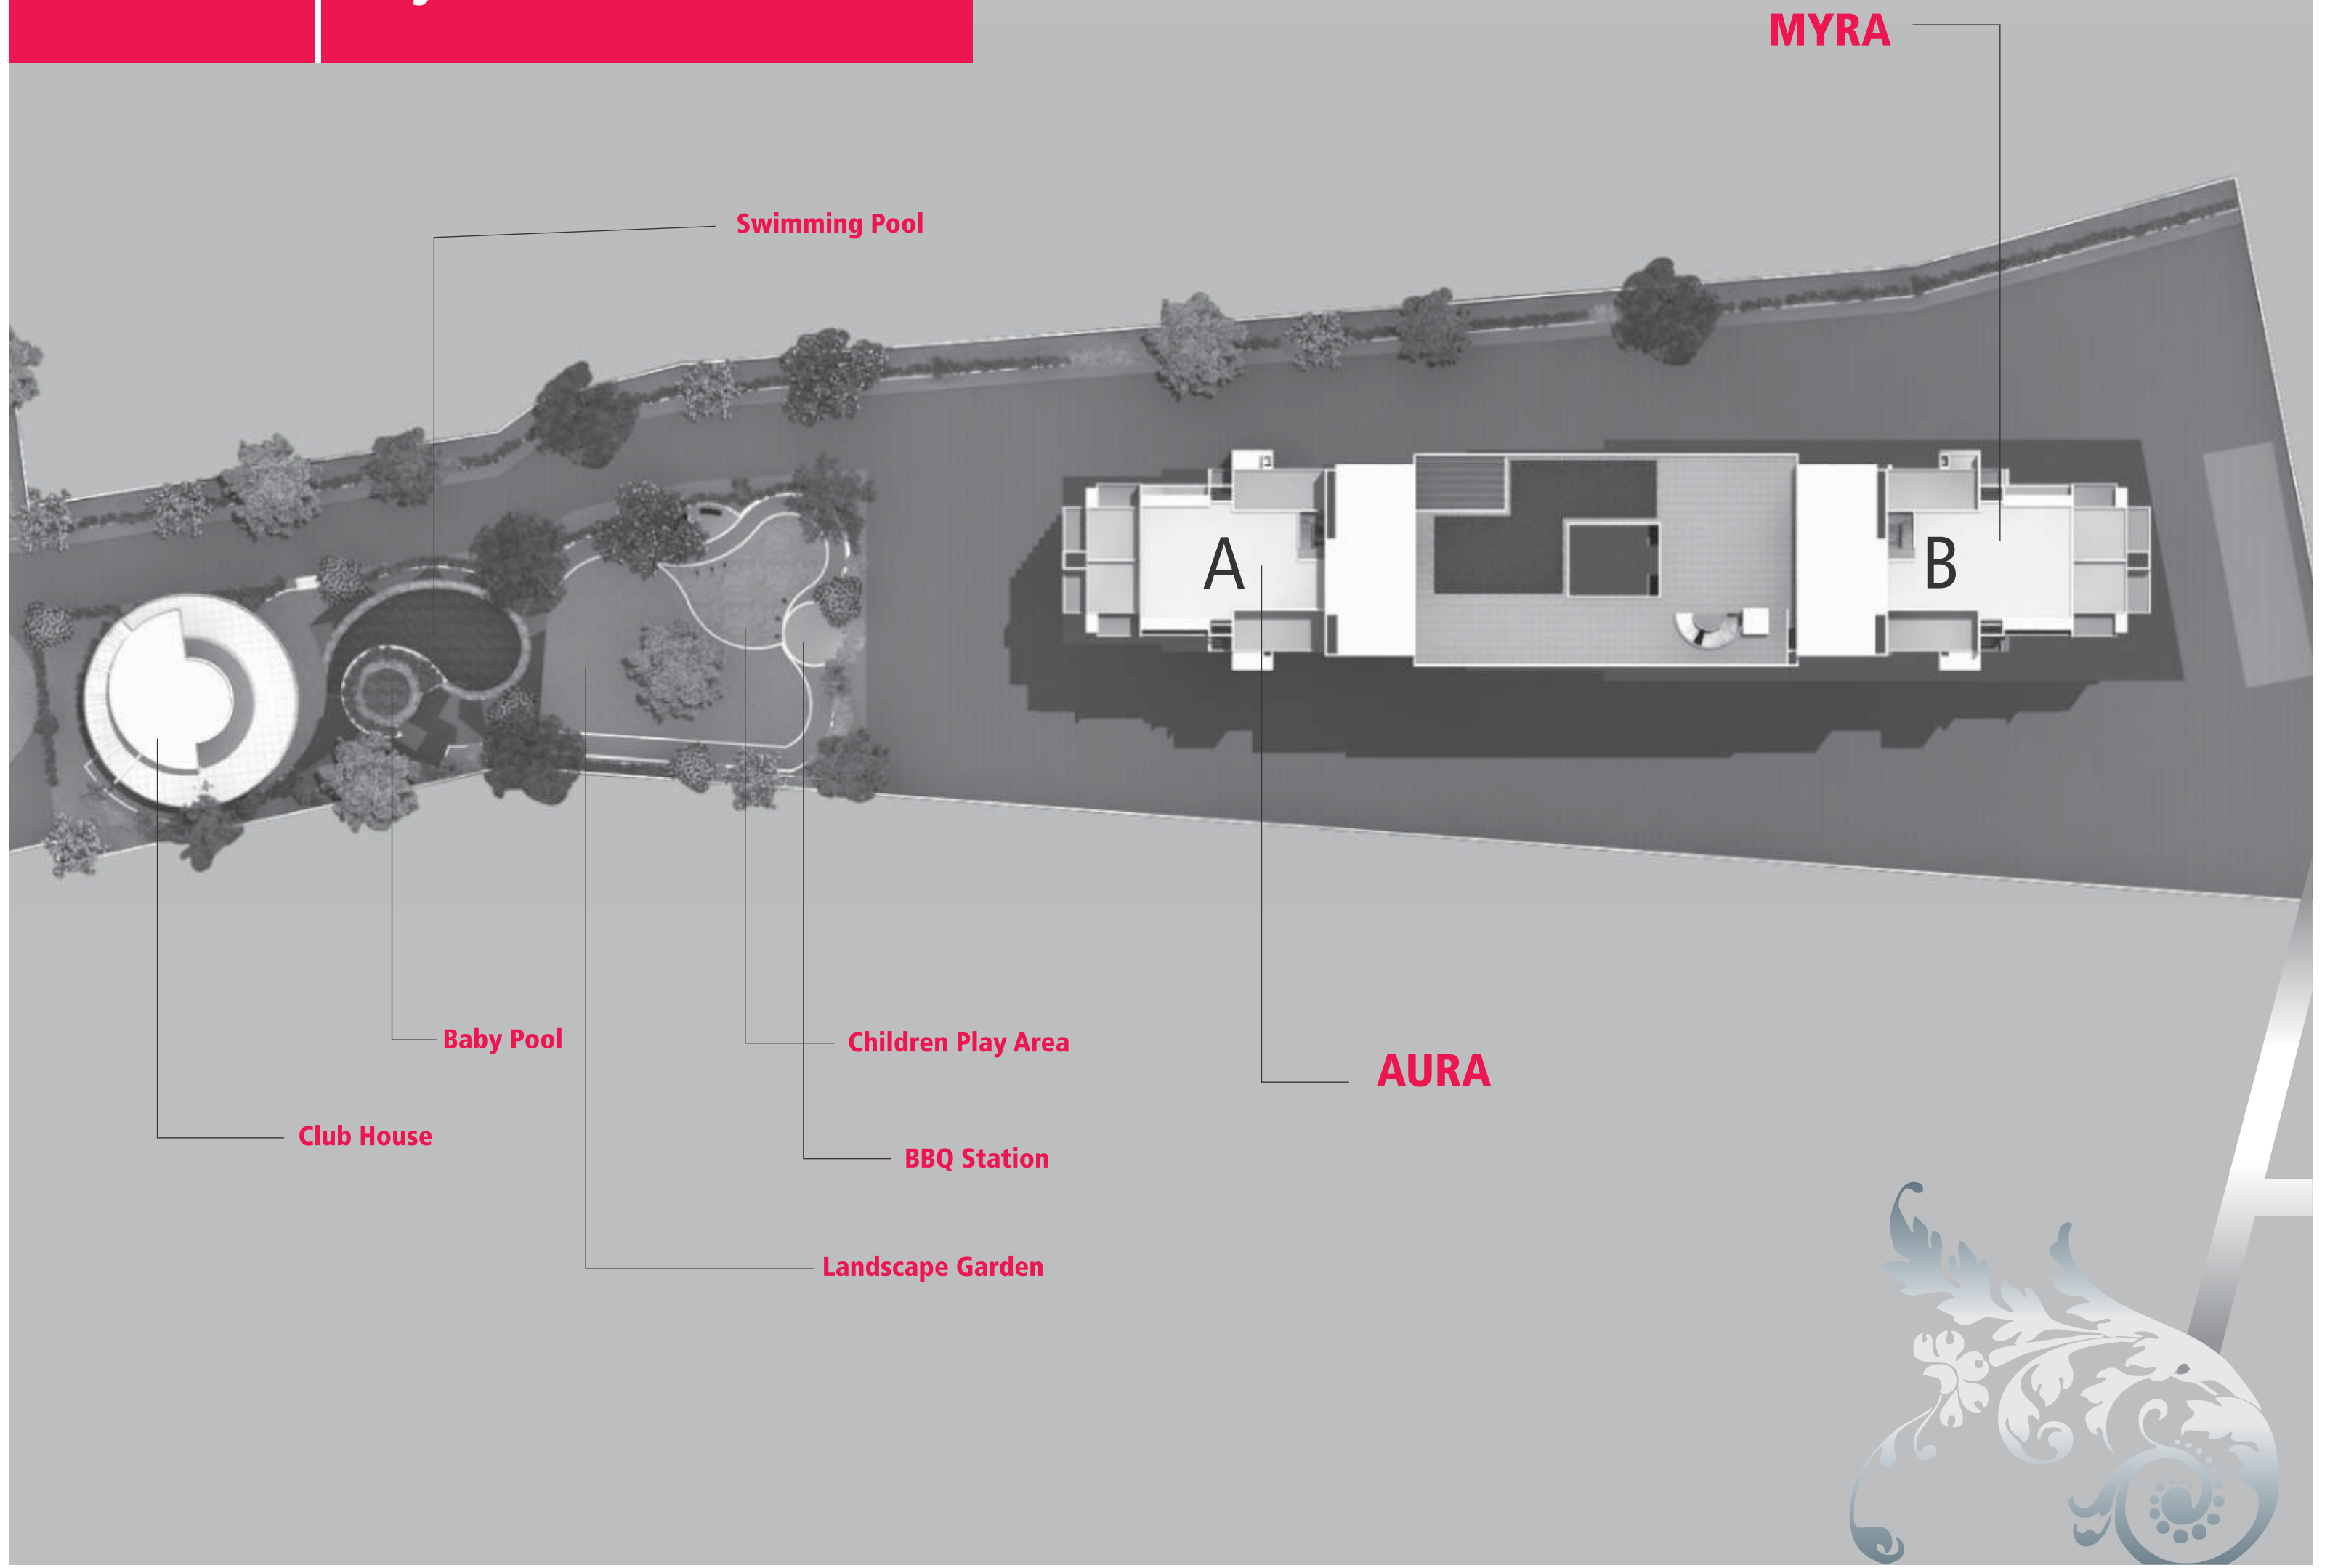 MYRA
Swimming Pool
A
B
Baby Pool
Children Play Area
AURA
Club House
BBQ Station
Landscape Garden